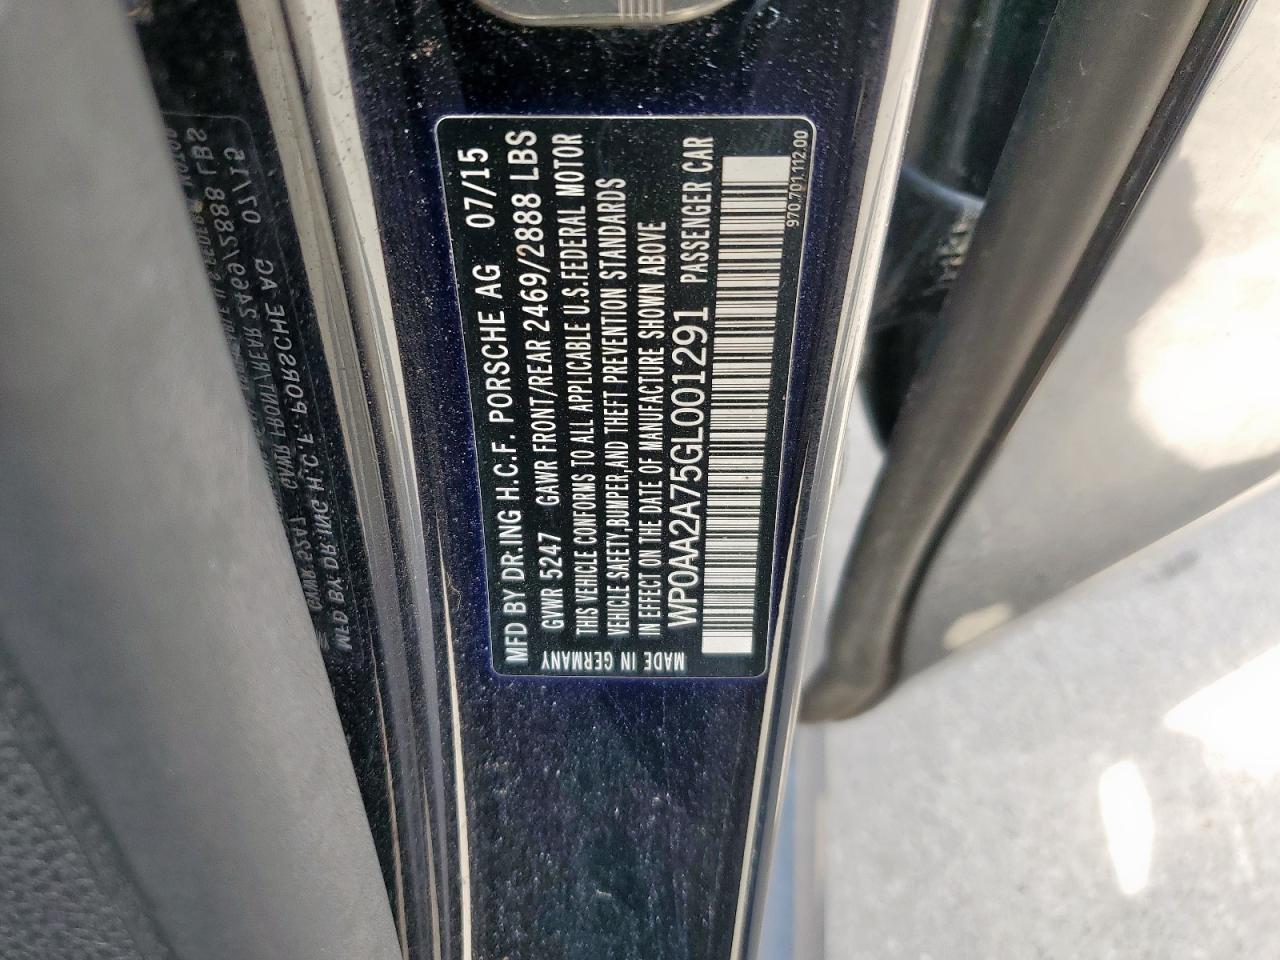 MFD BY DR.ING H.C.F. PORSCHE AG 07/15
GVWR 5247 GAWR FRONT/REAR 2469/2888 LBS
THIS VEHICLE CONFORMS TO ALL APPLICABLE U.S.FEDERAL MOTOR
VEHICLE SAFETY,BUMPER,AND THEFT PREVENTION STANDARDS
IN EFFECT ON THE DATE OF MANUFACTURE SHOWN ABOVE
WP0AA2A75GL001291 PASSENGER CAR
MADE IN GERMANY
970.701.112.00